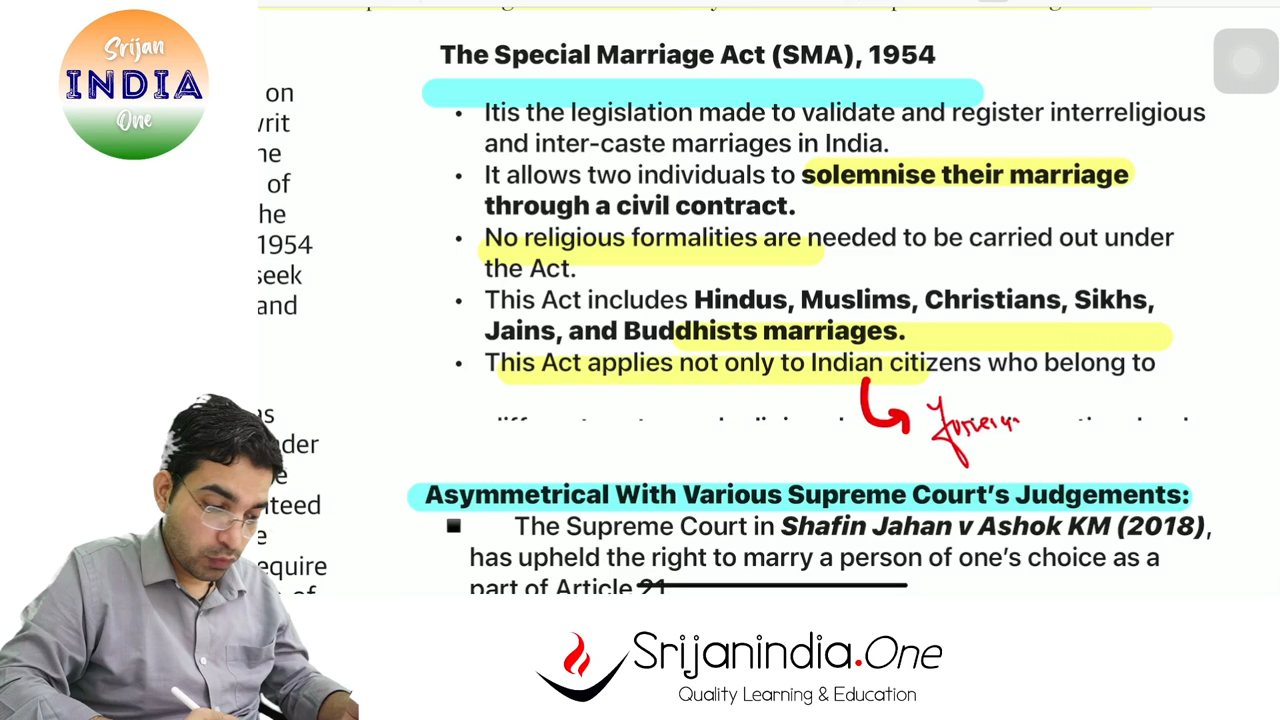 Srijan
INDIA
One
on
writ
he
of
he
1954
seek
and
The Special Marriage Act (SMA), 1954
• Itis the legislation made to validate and register interreligious
and inter-caste marriages in India.
• It allows two individuals to solemnise their marriage
through a civil contract.
• No religious formalities are needed to be carried out under
the Act.
• This Act includes Hindus, Muslims, Christians, Sikhs,
Jains, and Buddhists marriages.
• This Act applies not only to Indian citizens who belong to
Asymmetrical With Various Supreme Court's Judgements:
■ The Supreme Court in Shafin Jahan v Ashok KM (2018),
has upheld the right to marry a person of one's choice as a
part of Article 21
Srijanindia.One
Quality Learning & Education